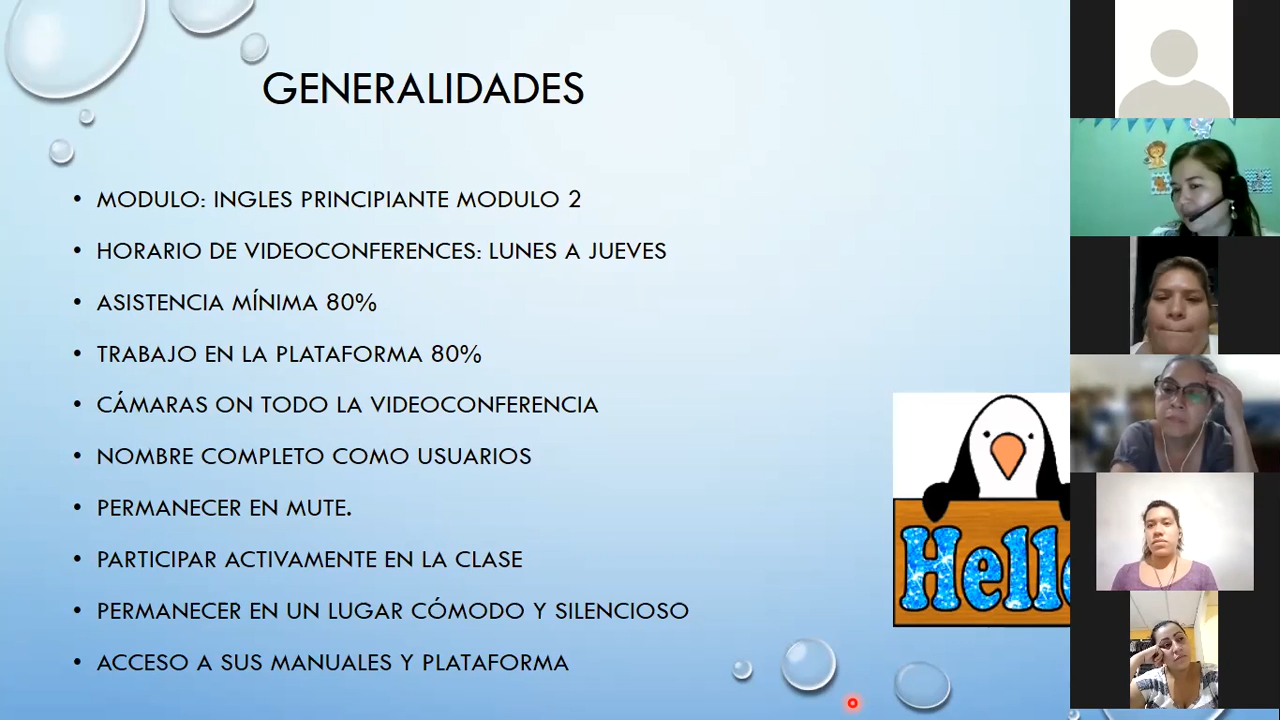 GENERALIDADES
• MODULO: INGLES PRINCIPIANTE MODULO 2
• HORARIO DE VIDEOCONFERENCES: LUNES A JUEVES
• ASISTENCIA MÍNIMA 80%
• TRABAJO EN LA PLATAFORMA 80%
• CÁMARAS ON TODO LA VIDEOCONFERENCIA
• NOMBRE COMPLETO COMO USUARIOS
• PERMANECER EN MUTE.
• PARTICIPAR ACTIVAMENTE EN LA CLASE
• PERMANECER EN UN LUGAR CÓMODO Y SILENCIOSO
• ACCESO A SUS MANUALES Y PLATAFORMA
Hello